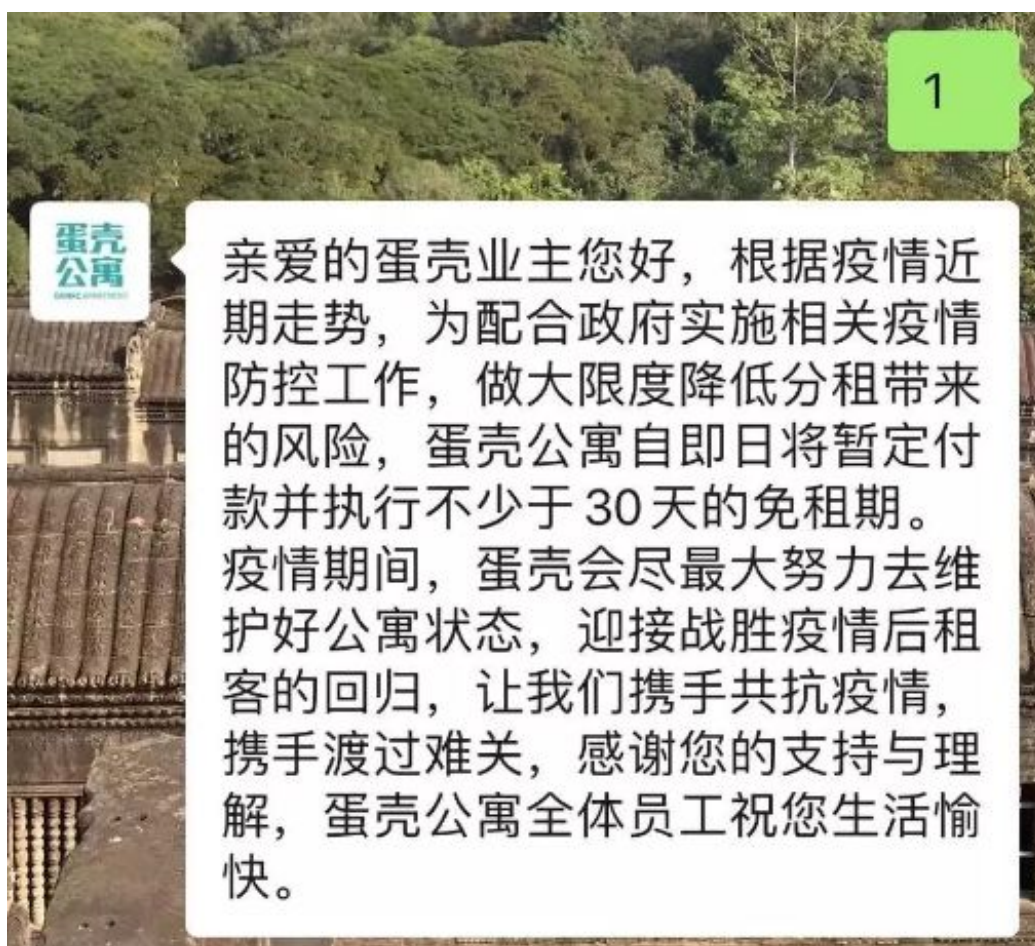 1
蛋壳
公寓
亲爱的蛋壳业主您好，根据疫情近
期走势，为配合政府实施相关疫情
防控工作，做大限度降低分租带来
的风险，蛋壳公寓自即日将暂定付
款并执行不少于30天的免租期。
疫情期间，蛋壳会尽最大努力去维
护好公寓状态，迎接战胜疫情后租
客的回归，让我们携手共抗疫情，
携手渡过难关，感谢您的支持与理
解，蛋壳公寓全体员工祝您生活愉
快。